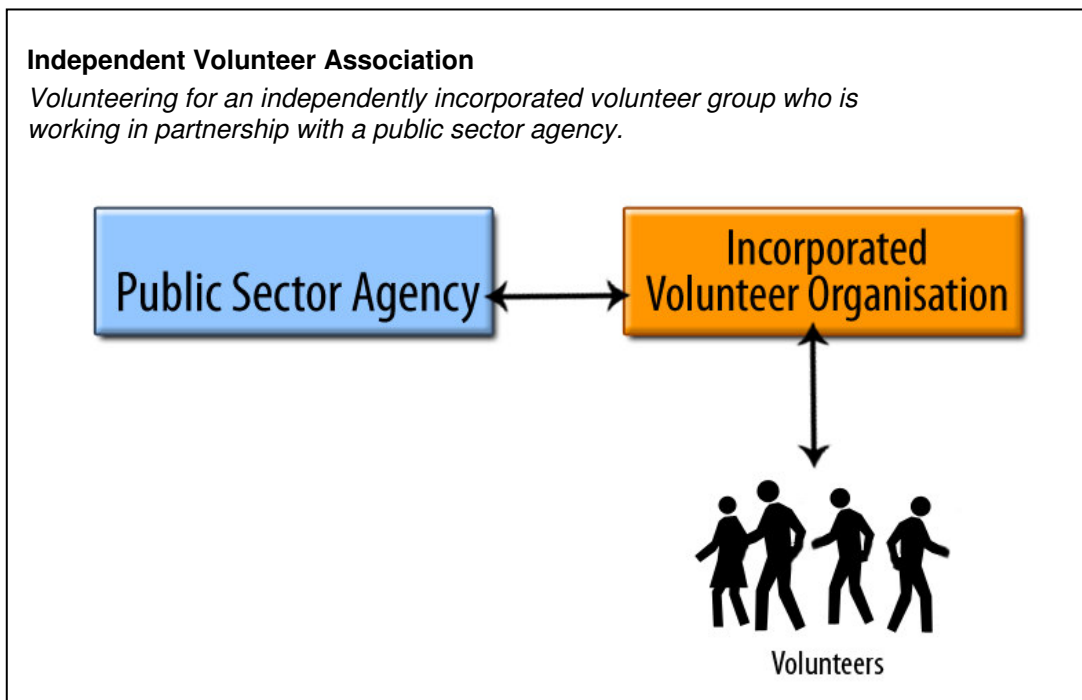 Independent Volunteer Association
Volunteering for an independently incorporated volunteer group who is
working in partnership with a public sector agency.
Public Sector Agency
Incorporated
Volunteer Organisation
Volunteers